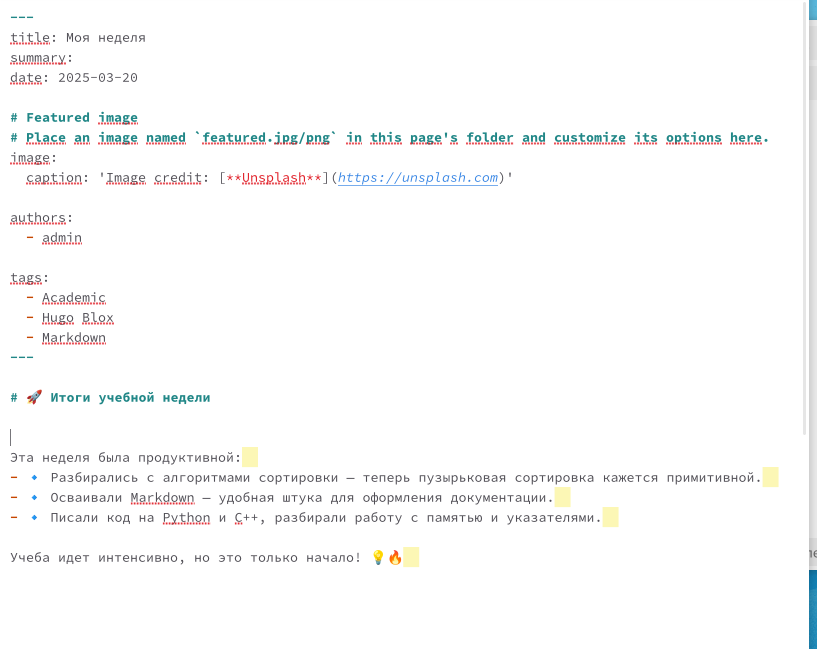 ---
title: Моя неделя
summary:
date: 2025-03-20

# Featured image
# Place an image named `featured.jpg/png` in this page's folder and customize its options here.
image:
  caption: 'Image credit: [**Unsplash**](https://unsplash.com)'

authors:
  - admin

tags:
  - Academic
  - Hugo Blox
  - Markdown
---

# 🚀 Итоги учебной недели

Эта неделя была продуктивной:
- 🔹 Разбирались с алгоритмами сортировки — теперь пузырьковая сортировка кажется примитивной.
- 🔹 Осваивали Markdown — удобная штука для оформления документации.
- 🔹 Писали код на Python и C++, разбирали работу с памятью и указателями.

Учеба идет интенсивно, но это только начало! 💡🔥